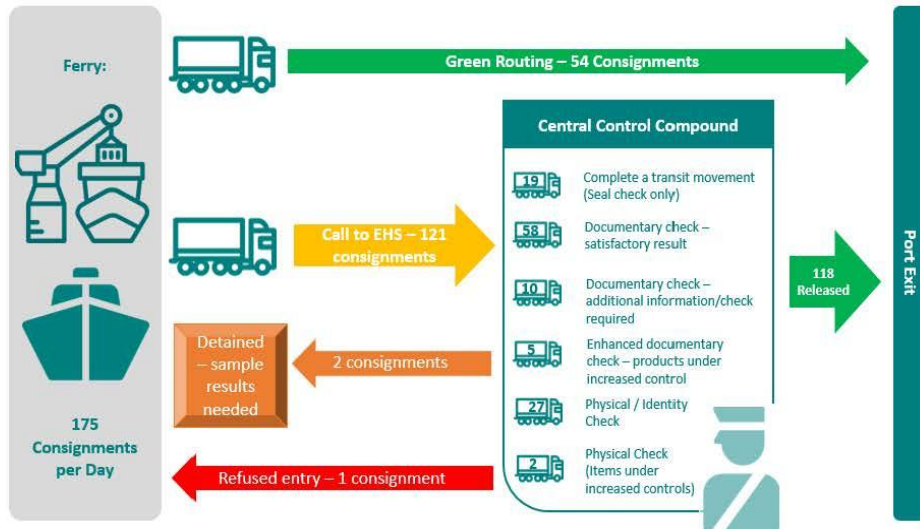 Ferry:
175
Consignments
per Day
Green Routing – 54 Consignments
Call to EHS – 121
consignments
Detained
– sample
results
needed
2 consignments
Refused entry – 1 consignment
Central Control Compound
19
Complete a transit movement
(Seal check only)
58
Documentary check –
satisfactory result
10
Documentary check –
additional information/check
required
5
Enhanced documentary
check – products under
increased control
27
Physical / Identity
Check
2
Physical Check
(Items under
increased controls)
118
Released
Port Exit